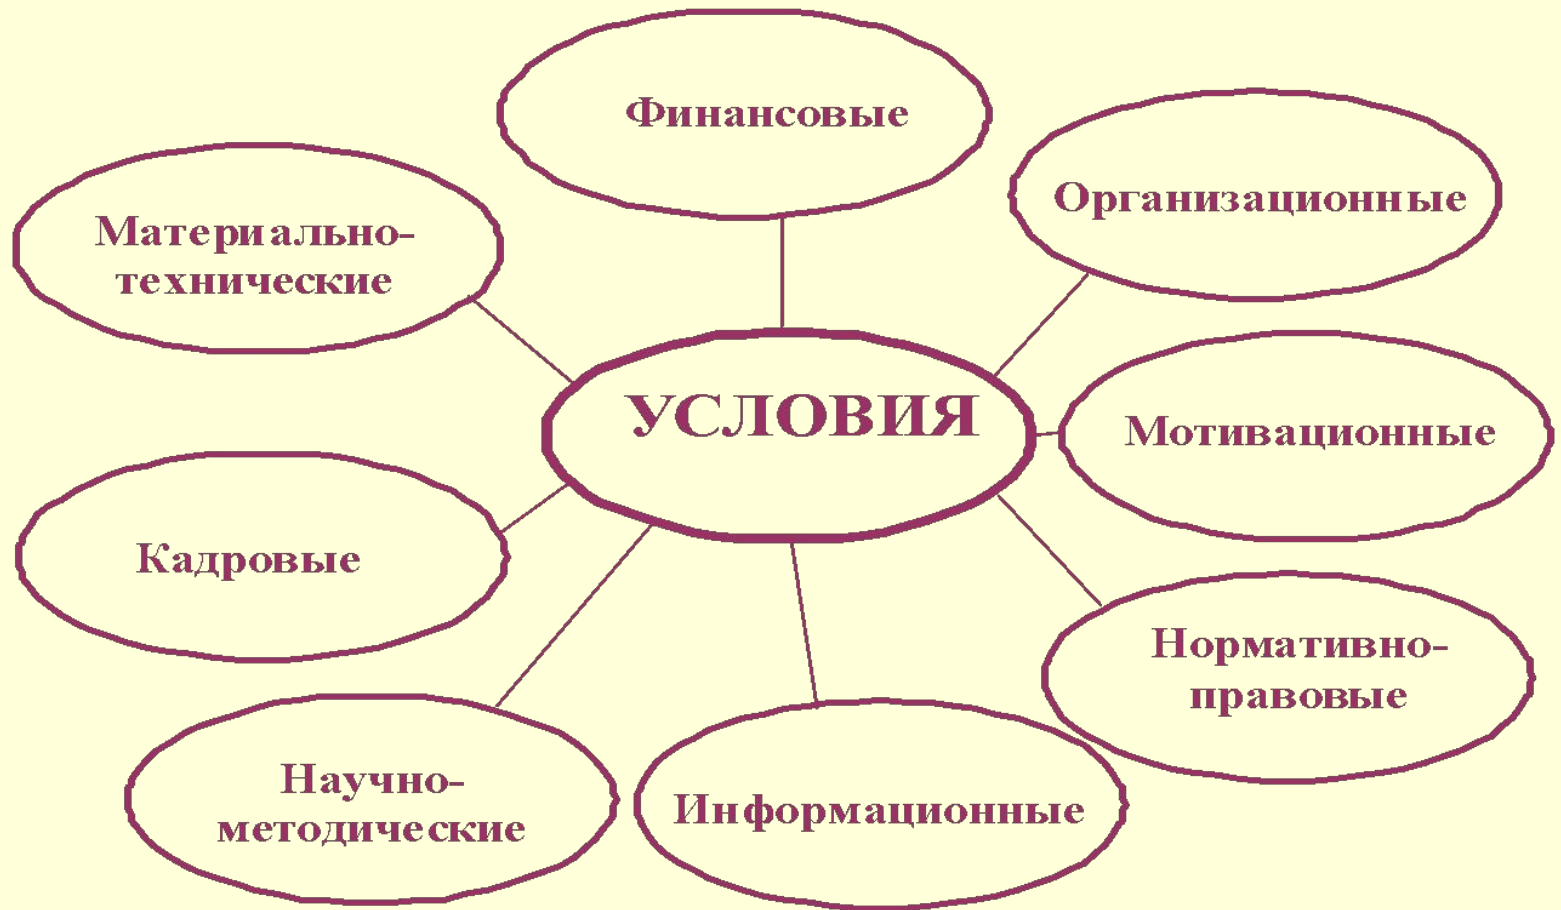 Финансовые
Организационные
Материально-
технические
УСЛОВИЯ
Мотивационные
Кадровые
Нормативно-
правовые
Научно-
методические
Информационные